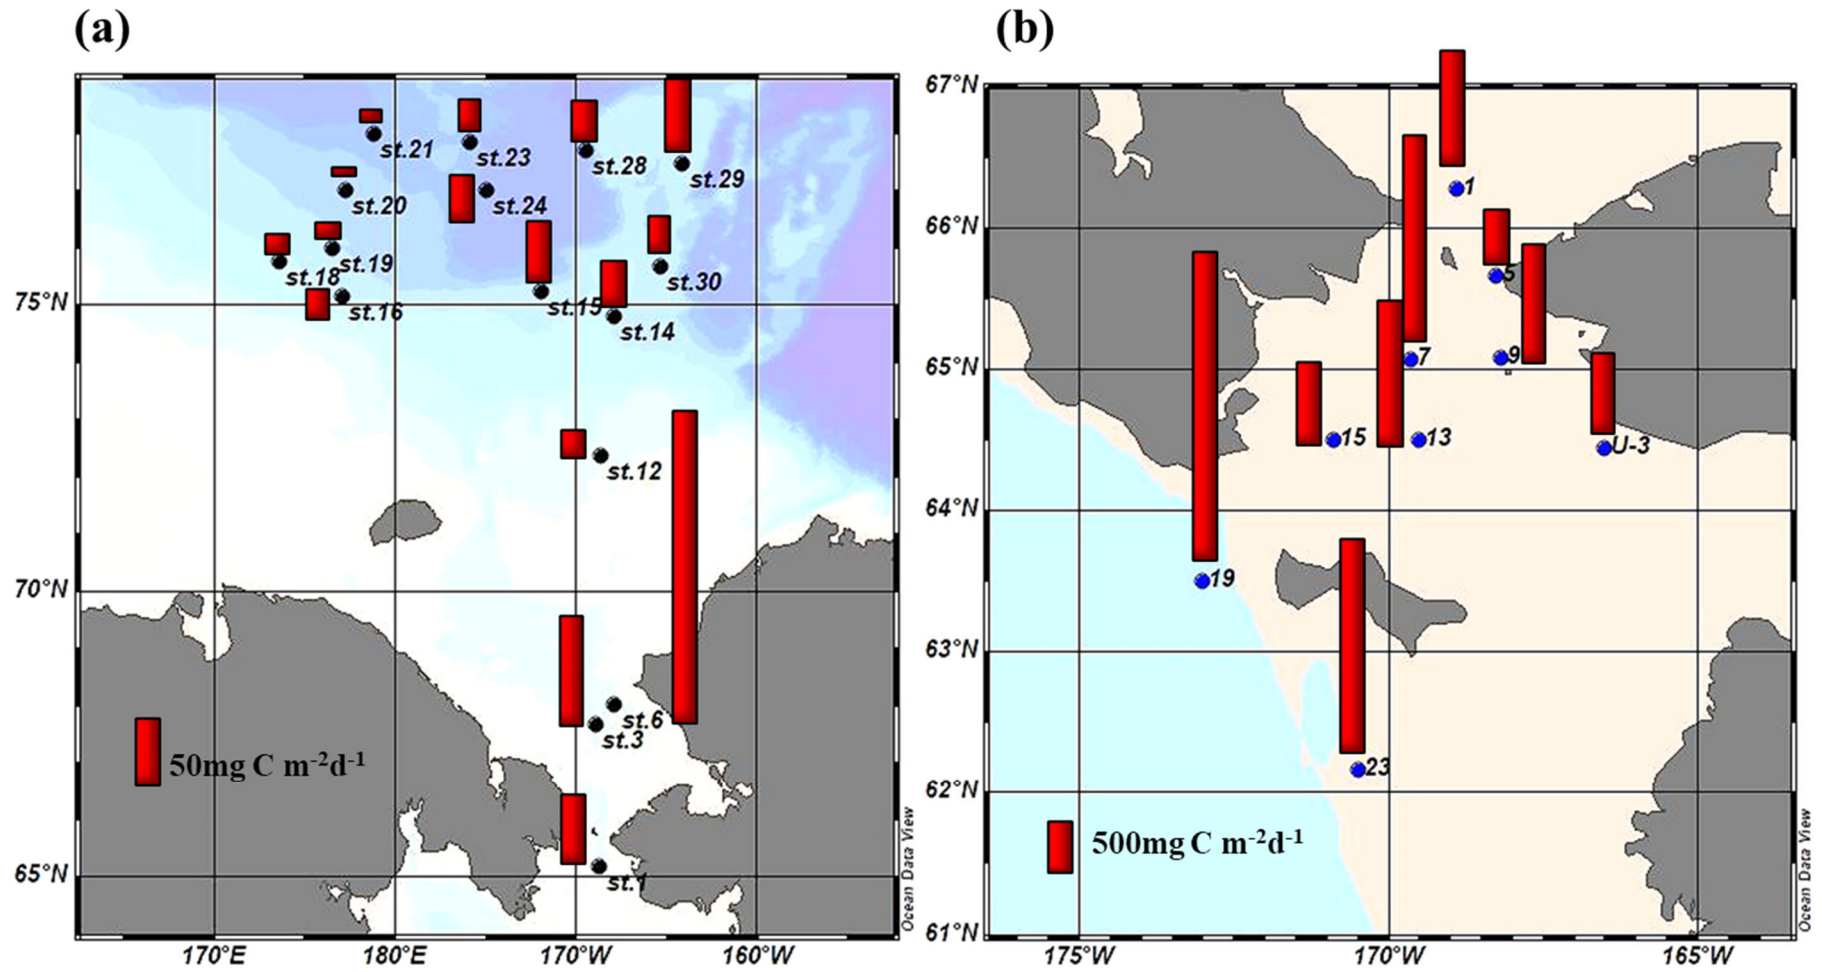 (a)
st.21
st.23
st.28
st.29
st.20
st.24
st.19
st.18
st.30
st.16
st.15
st.14
75°N
st.12
70°N
st.6
st.3
50mg C m-2d-1
st.1
65°N
170°E
180°E
170°W
160°W
Ocean Data View
(b)
67°N
1
66°N
5
7
9
65°N
15
13
U-3
64°N
19
63°N
23
62°N
500mg C m-2d-1
61°N
175°W
170°W
165°W
Ocean Data View